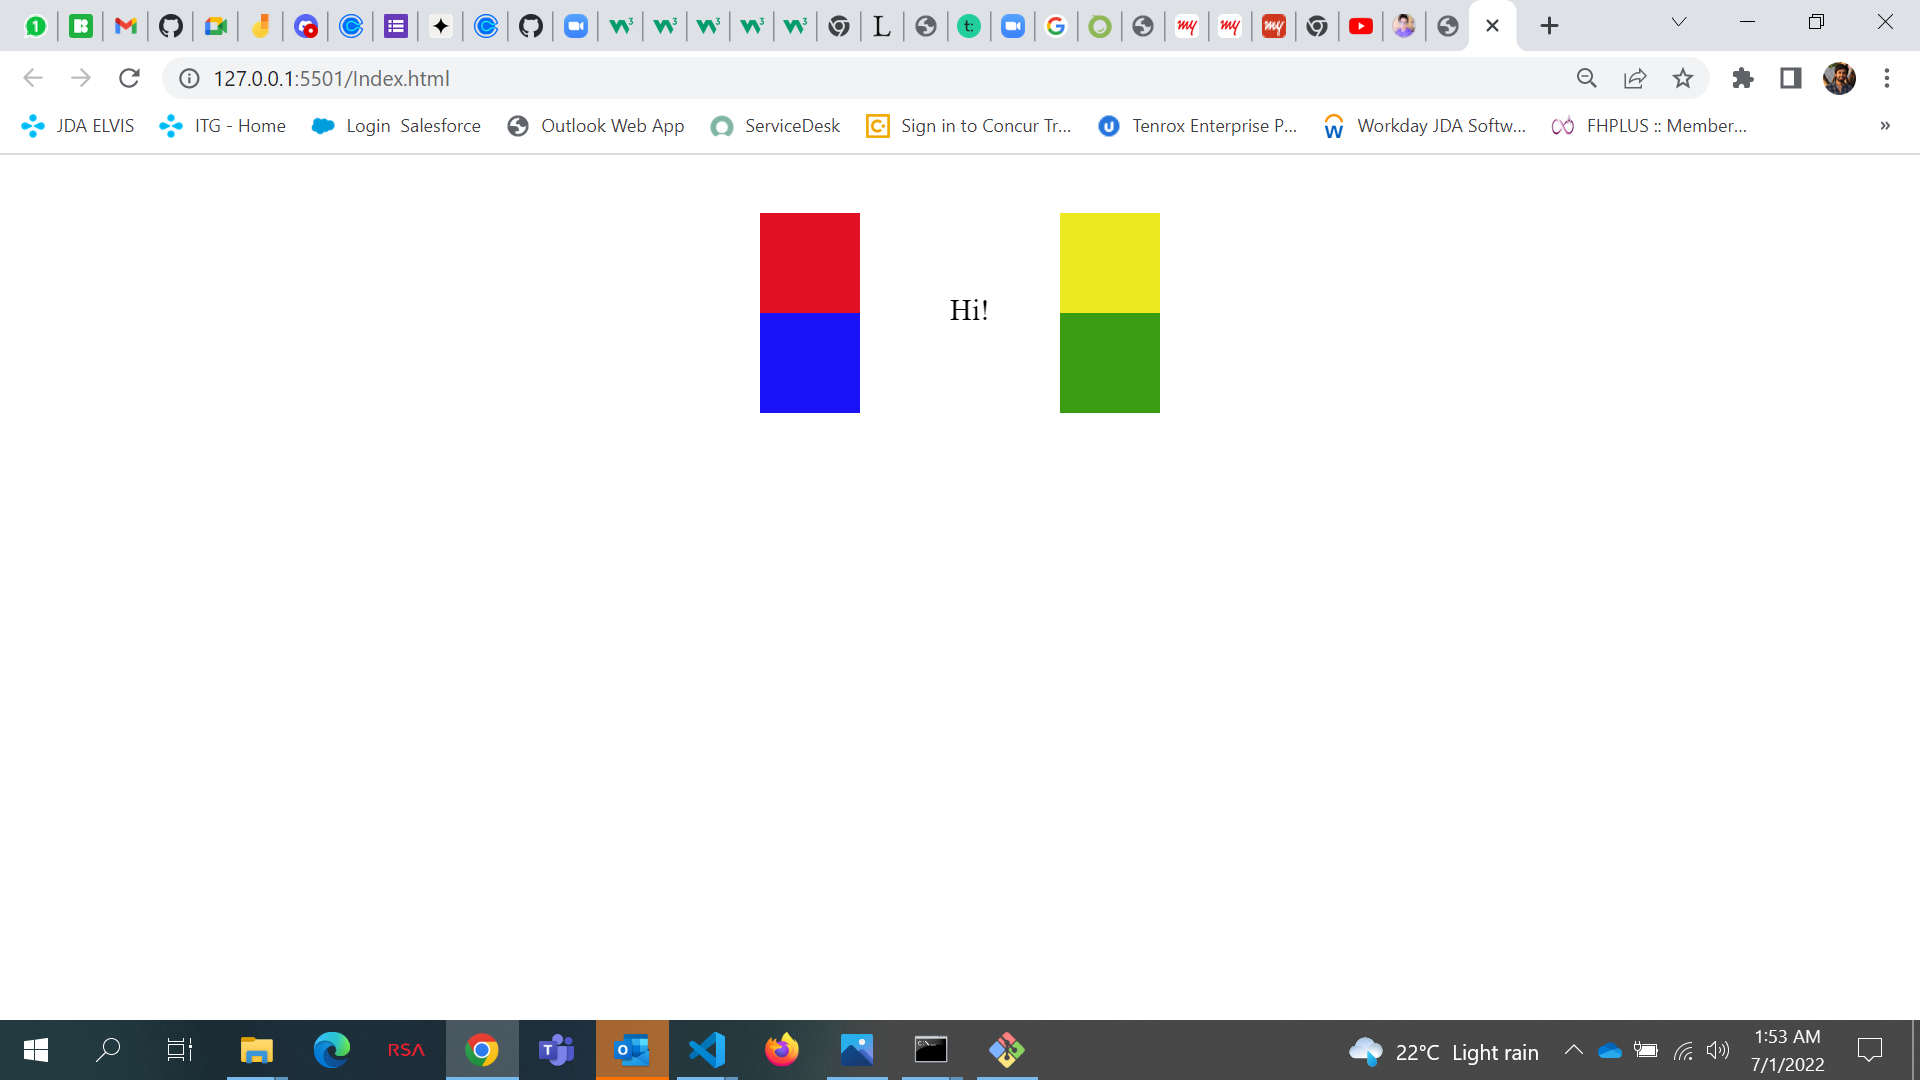 127.0.0.1:5501/Index.html
JDA ELVIS
ITG - Home
Login Salesforce
Outlook Web App
ServiceDesk
Sign in to Concur Tr...
Tenrox Enterprise P...
Workday JDA Softw...
FHPLUS :: Member...
»
Hi!
RSA
22°C Light rain
1:53 AM
7/1/2022